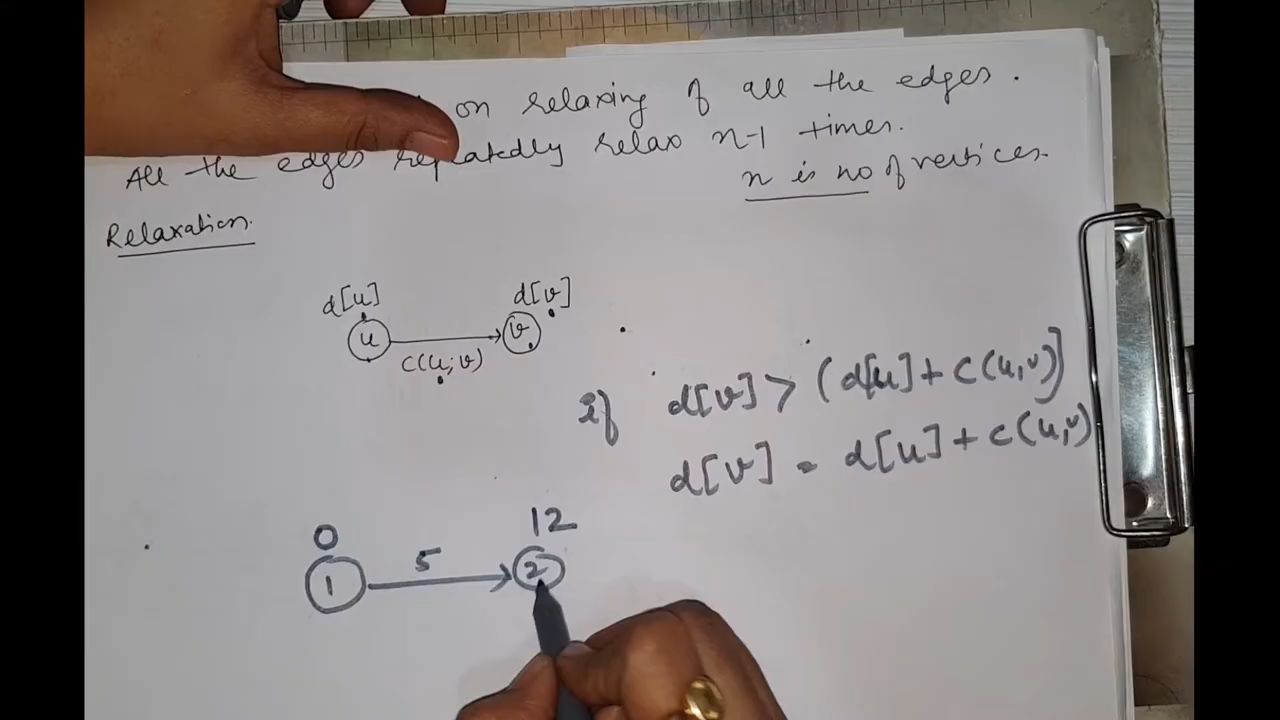 on relaxing of all the edges.
All the edges repeatedly relax n-1 times.
n is no of vertices.
Relaxation.
d[u]
d[v]
u
v
C(u,v)
if d[v] > (d[u] + c(u,v)]
d[v] = d[u] + c(u,v)
0
12
5
1
2